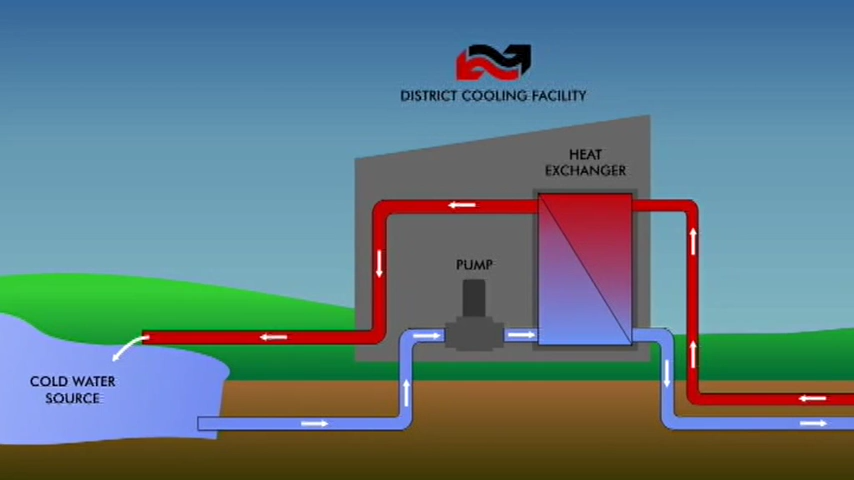 DISTRICT COOLING FACILITY
HEAT
EXCHANGER
PUMP
COLD WATER
SOURCE